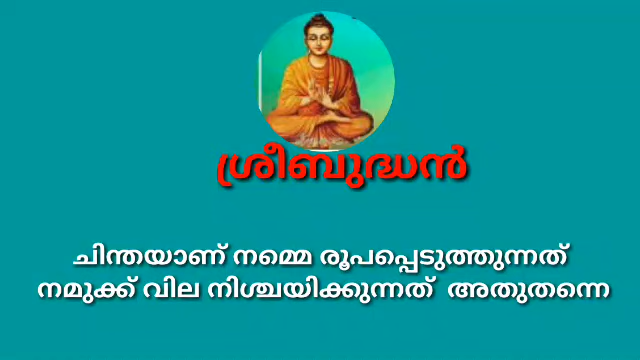 ശ്രീബുദ്ധൻ
ചിന്തയാണ് നമ്മെ രൂപപ്പെടുത്തുന്നത്
നമുക്ക് വില നിശ്ചയിക്കുന്നത് അതുതന്നെ